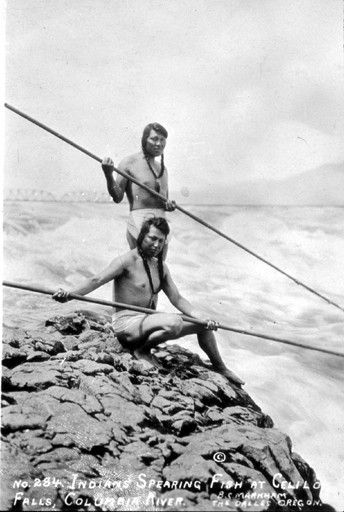 No. 284 Indians Spearing Fish at Celilo
Falls, Columbia River.
©
B.C. Markham
The Dalles Oregon.